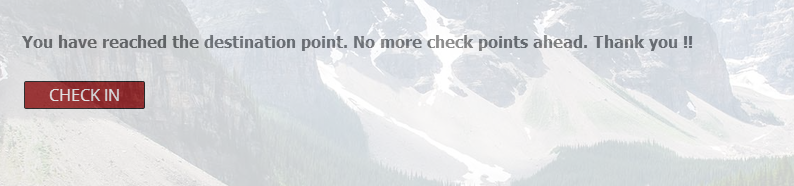 You have reached the destination point. No more check points ahead. Thank you !!
CHECK IN